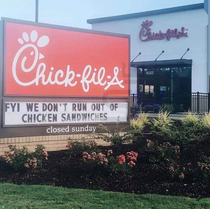 Chick-fil-A
FYI WE DON'T RUN OUT OF
CHICKEN SANDWICHES
closed sunday
Chick-fil-A